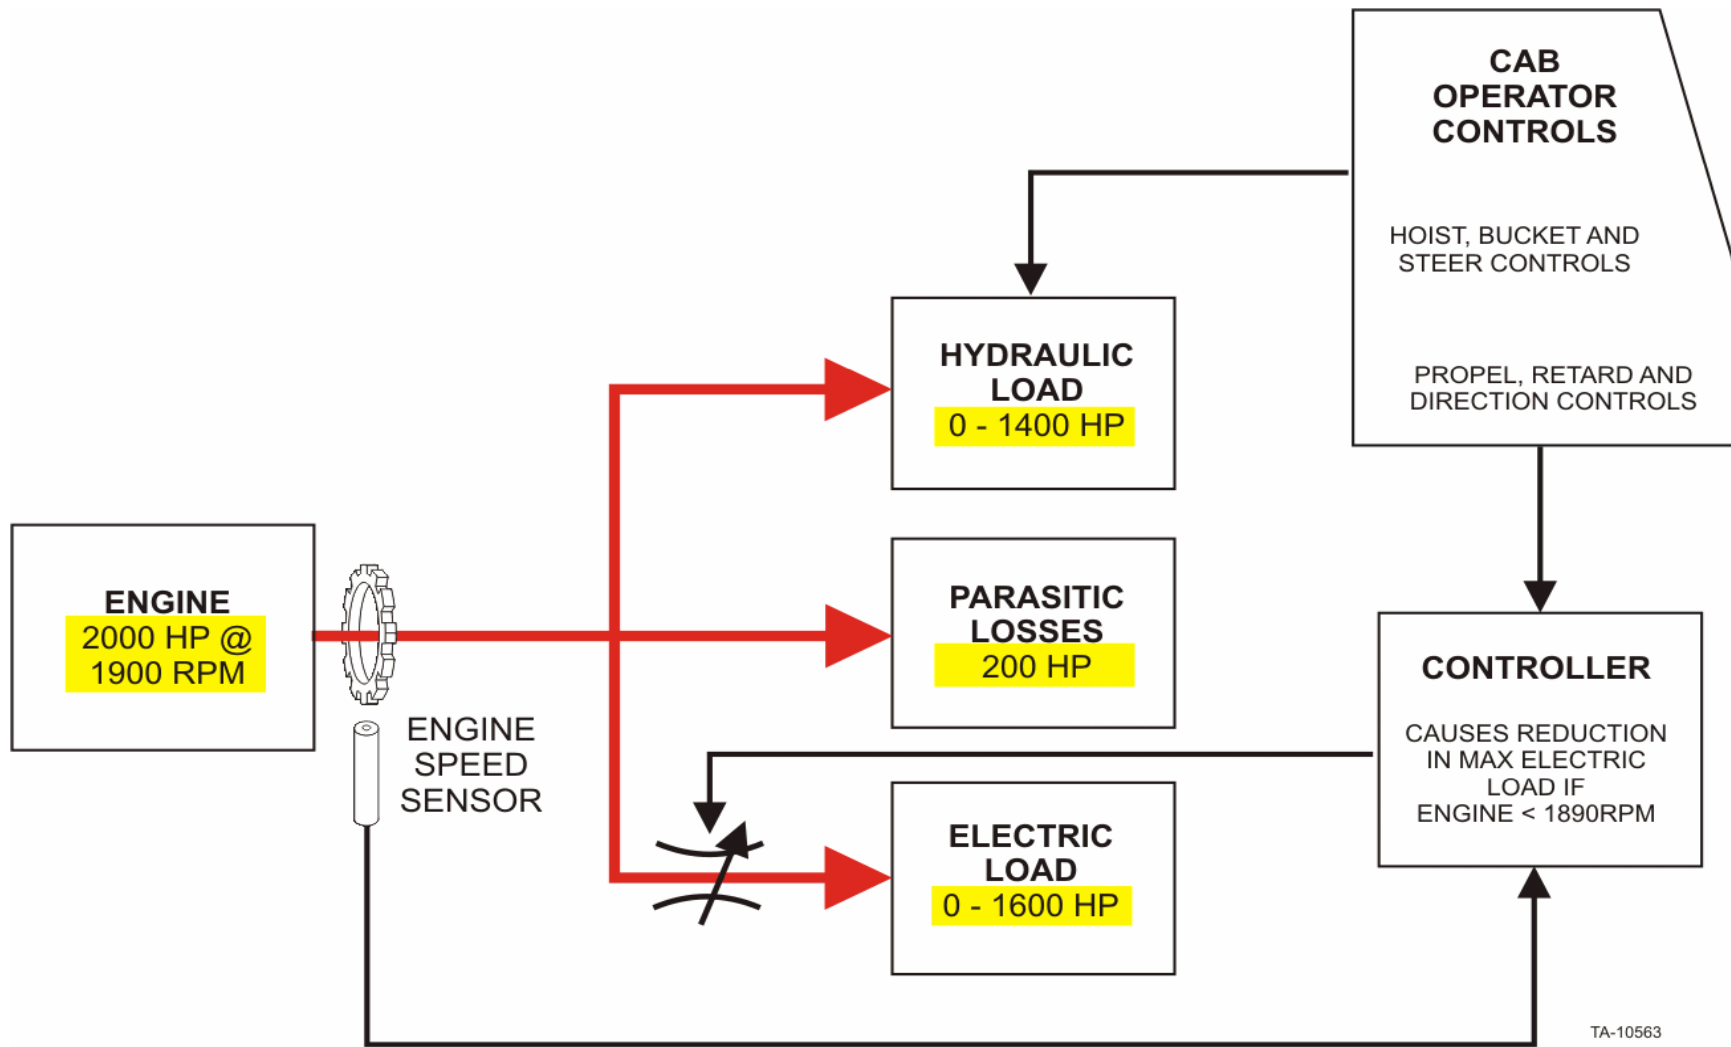 CAB
OPERATOR
CONTROLS
HOIST, BUCKET AND
STEER CONTROLS
PROPEL, RETARD AND
DIRECTION CONTROLS
HYDRAULIC
LOAD
0 - 1400 HP
ENGINE
2000 HP @
1900 RPM
PARASITIC
LOSSES
200 HP
ENGINE
SPEED
SENSOR
CONTROLLER
CAUSES REDUCTION
IN MAX ELECTRIC
LOAD IF
ENGINE < 1890RPM
ELECTRIC
LOAD
0 - 1600 HP
TA-10563